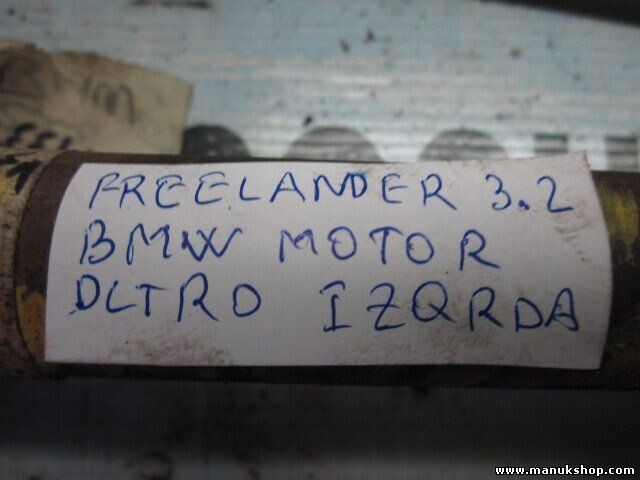 FREELANDER 3.2
BMW MOTOR
DLTRO IZQRDA
www.manukshop.com